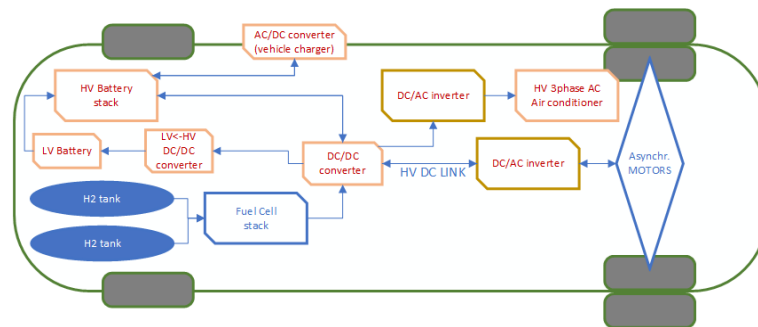 AC/DC converter
(vehicle charger)
HV Battery
stack
DC/AC inverter
HV 3phase AC
Air conditioner
LV Battery
LV<-HV
DC/DC
converter
DC/DC
converter
HV DC LINK
DC/AC inverter
Asynchr.
MOTORS
H2 tank
Fuel Cell
stack
H2 tank